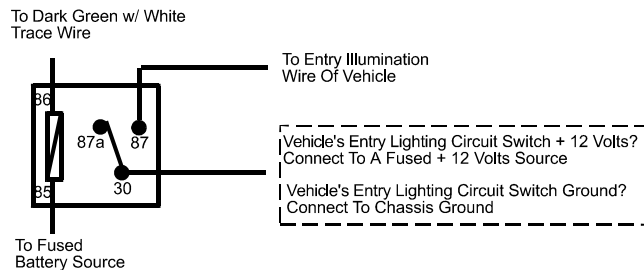 To Dark Green w/ White
Trace Wire
To Entry Illumination
Wire Of Vehicle
86
87a
87
85
30
Vehicle's Entry Lighting Circuit Switch + 12 Volts?
Connect To A Fused + 12 Volts Source
Vehicle's Entry Lighting Circuit Switch Ground?
Connect To Chassis Ground
To Fused
Battery Source